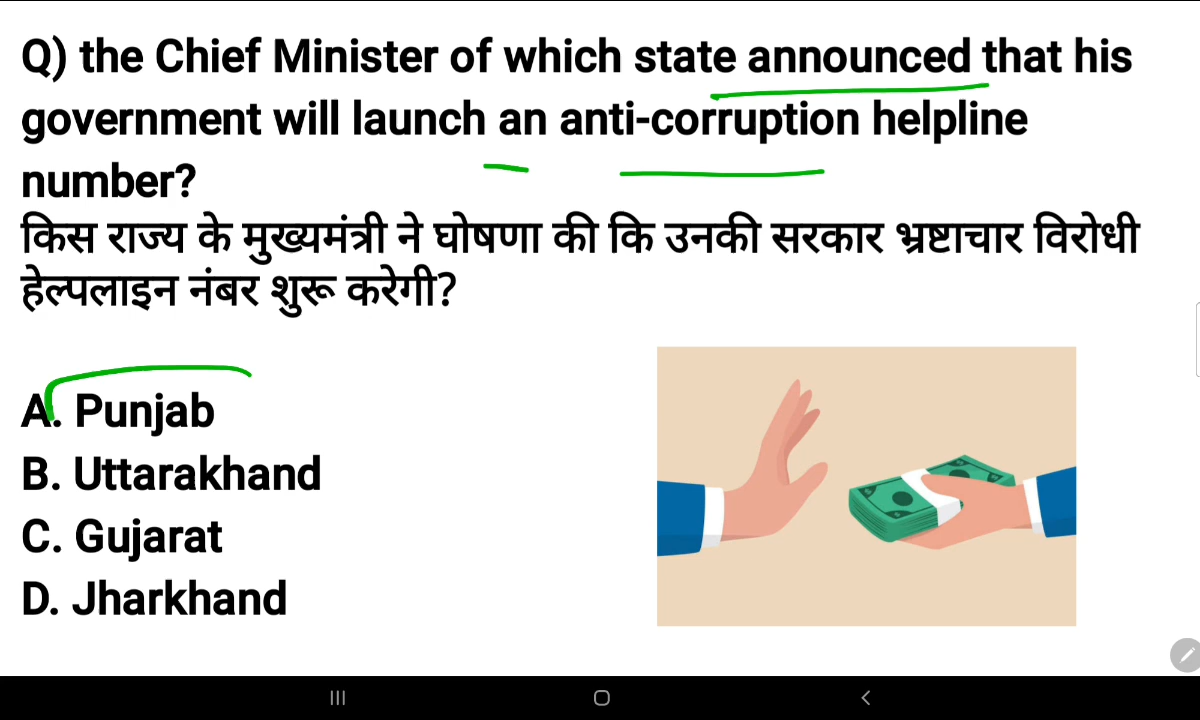 Q) the Chief Minister of which state announced that his
government will launch an anti-corruption helpline
number?
किस राज्य के मुख्यमंत्री ने घोषणा की कि उनकी सरकार भ्रष्टाचार विरोधी
हेल्पलाइन नंबर शुरू करेगी?
A. Punjab
B. Uttarakhand
C. Gujarat
D. Jharkhand